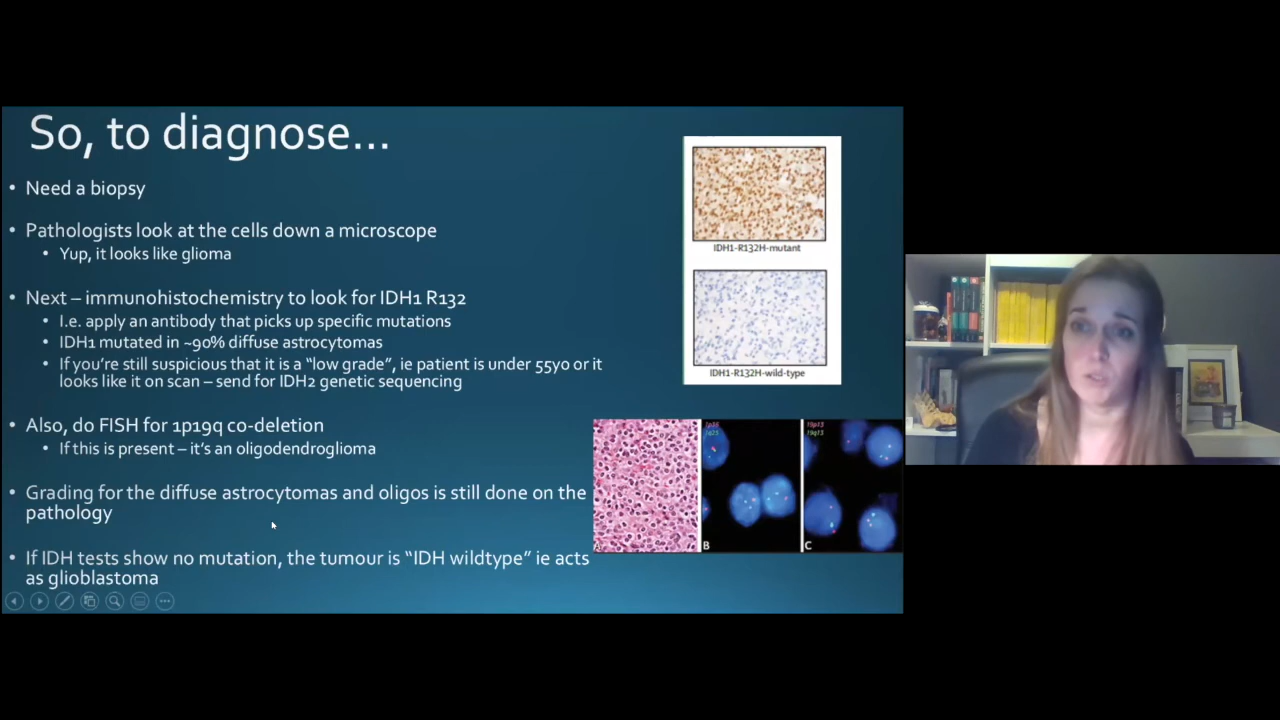 So, to diagnose...
• Need a biopsy
• Pathologists look at the cells down a microscope
• Yup, it looks like glioma
• Next – immunohistochemistry to look for IDH1 R132
• I.e. apply an antibody that picks up specific mutations
• IDH1 mutated in ~90% diffuse astrocytomas
• If you're still suspicious that it is a "low grade", ie patient is under 55yo or it
looks like it on scan – send for IDH2 genetic sequencing
• Also, do FISH for 1p19q co-deletion
• If this is present – it's an oligodendroglioma
• Grading for the diffuse astrocytomas and oligos is still done on the
pathology
• If IDH tests show no mutation, the tumour is "IDH wildtype" ie acts
as glioblastoma
IDH1-R132H-mutant
IDH1-R132H-wild-type
1p36
1q25
19p13
19q13
A
B
C